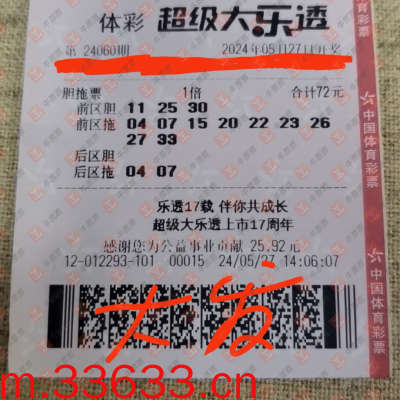 体彩 超级大乐透
第 24060期 2024年05月27日开奖
胆拖票 1倍 合计72元
前区胆 11 25 30
前区拖 04 07 15 20 22 23 26
27 33
后区胆
后区拖 04 07
乐透17载 伴你共成长
超级大乐透上市17周年
感谢您为公益事业贡献 25.92元
12-012293-101 00015 24/05/27 14:06:07
大发
m.33633.cn
中国体育彩票
中国体育彩票